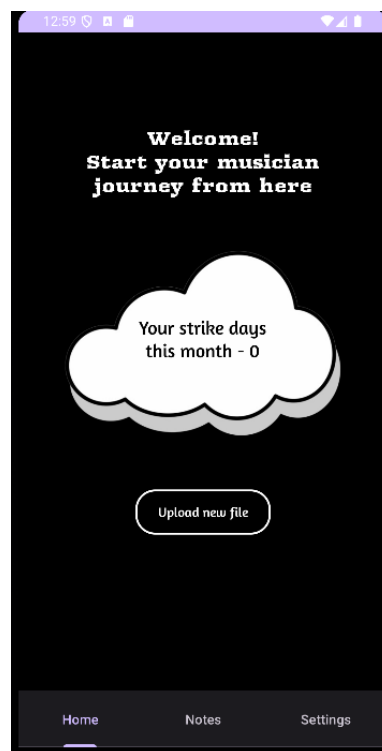 12:59
Welcome!
Start your musician
journey from here
Your strike days
this month - 0
Upload new file
Home Notes Settings